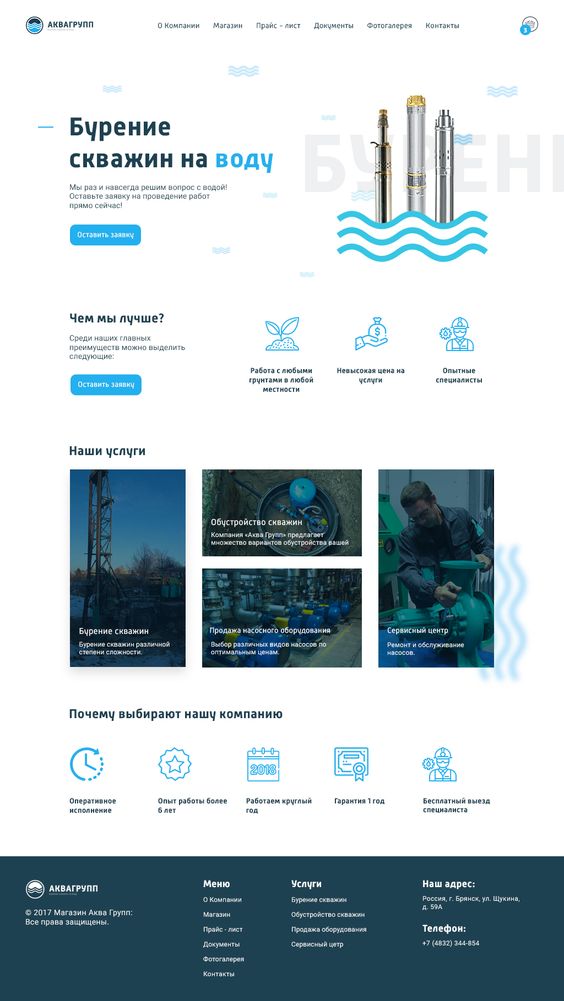 АКВАГРУПП
О Компании Магазин Прайс - лист Документы Фотогалерея Контакты
3
Бурение
скважин на воду
БУРЕНИ
Мы раз и навсегда решим вопрос с водой!
Оставьте заявку на проведение работ
прямо сейчас!
Оставить заявку
Чем мы лучше?
Среди наших главных
преимуществ можно выделить
следующие:
Оставить заявку
Работа с любыми
грунтами в любой
местности
Невысокая цена на
услуги
Опытные
специалисты
Наши услуги
Бурение скважин
Бурение скважин различной
степени сложности.
Обустройство скважин
Компания «Аква Групп» предлагает
множество вариантов обустройства вашей
Продажа насосного оборудования
Выбор различных видов насосов по
оптимальным ценам.
Сервисный центр
Ремонт и обслуживание
насосов.
Почему выбирают нашу компанию
Оперативное
исполнение
Опыт работы более
6 лет
2018
Работаем круглый
год
Гарантия 1 год
Бесплатный выезд
специалиста
АКВАГРУПП
© 2017 Магазин Аква Групп:
Все права защищены.
Меню
О Компании
Магазин
Прайс - лист
Документы
Фотогалерея
Контакты
Услуги
Бурение скважин
Обустройство скважин
Продажа оборудования
Сервисный цетр
Наш адрес:
Россия, г. Брянск, ул. Щукина,
д. 59А
Телефон:
+7 (4832) 344-854